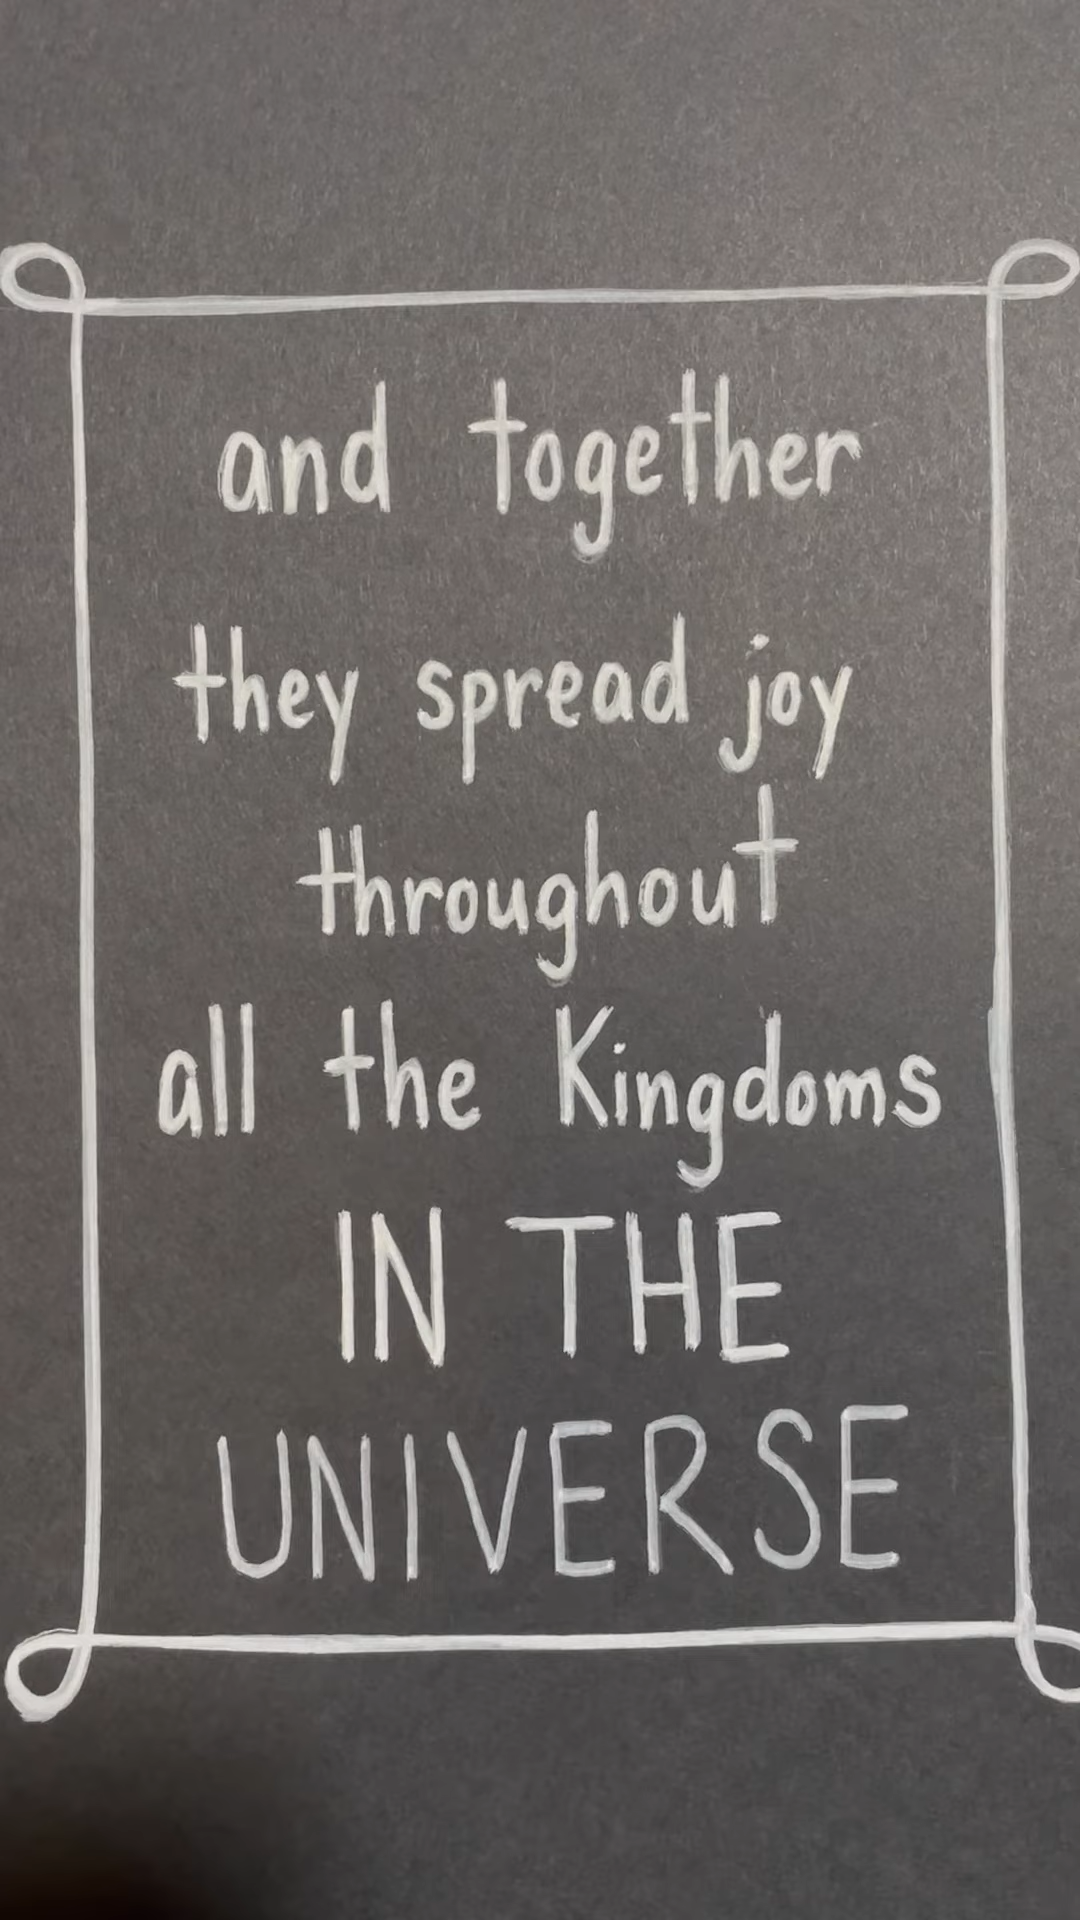 and together
they spread joy
throughout
all the Kingdoms
IN THE
UNIVERSE